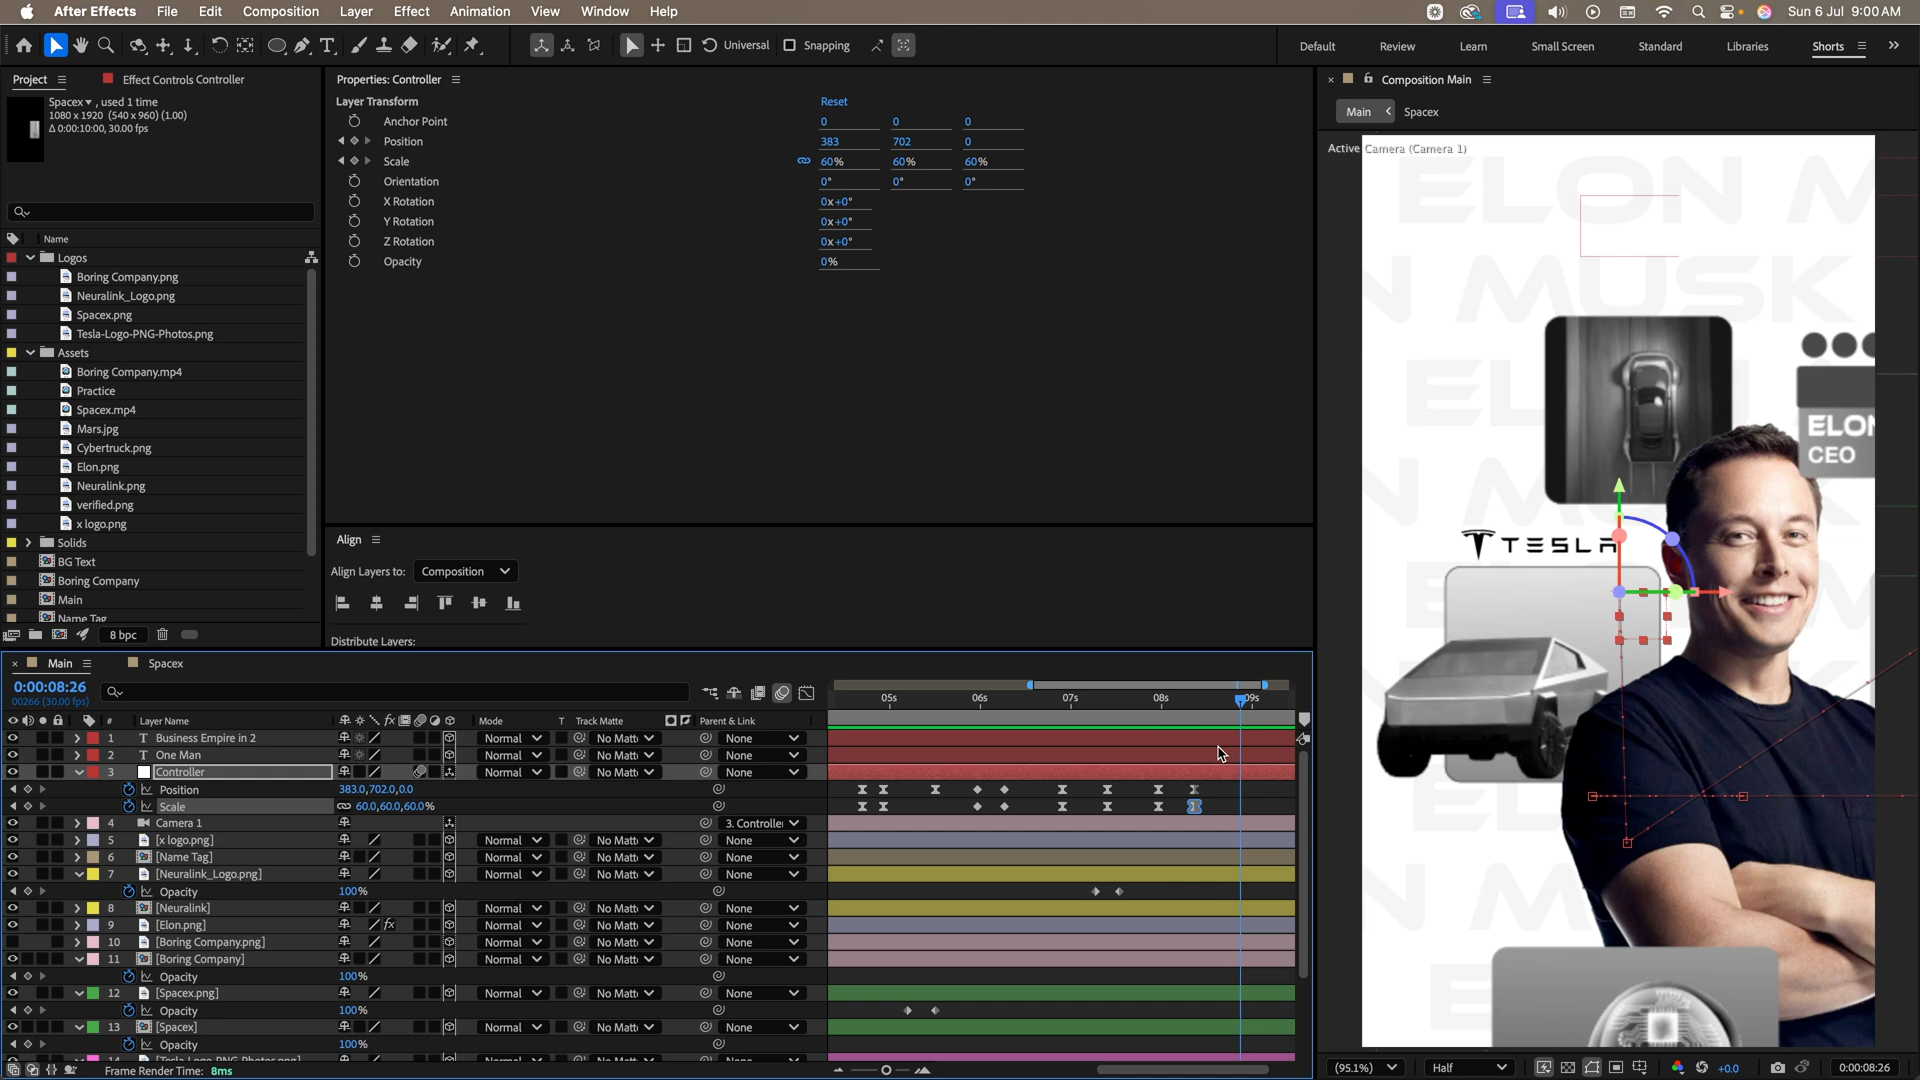 After Effects File Edit Composition Layer Effect Animation View Window Help Sun 6 Jul 9:00 AM
Universal Snapping Default Review Learn Small Screen Standard Libraries Shorts
Project Effect Controls Controller
Spacex , used 1 time
1080 x 1920 (540 x 960) (1.00)
Δ 0:00:10:00, 30.00 fps
Name
Logos
Boring Company.png
Neuralink_Logo.png
Spacex.png
Tesla-Logo-PNG-Photos.png
Assets
Boring Company.mp4
Practice
Spacex.mp4
Mars.jpg
Cybertruck.png
Elon.png
Neuralink.png
verified.png
x logo.png
Solids
BG Text
Boring Company
Main
Name Tag
8 bpc
Properties: Controller
Layer Transform Reset
Anchor Point 0 0 0
Position 383 702 0
Scale 60% 60% 60%
Orientation 0° 0° 0°
X Rotation 0x+0°
Y Rotation 0x+0°
Z Rotation 0x+0°
Opacity 0%
Align
Align Layers to: Composition
Distribute Layers:
Composition Main
Main Spacex
Active Camera (Camera 1)
ELON M
N MUSK
TESLA
ELON
CEO
(95.1%) Half +0.0 0:00:08:26
Main Spacex
0:00:08:26
00266 (30.00 fps)
05s 06s 07s 08s 09s
# Layer Name Mode T Track Matte Parent & Link
1 T Business Empire in 2 Normal No Matt None
2 T One Man Normal No Matt None
3 Controller Normal No Matt None
Position 383.0,702.0,0.0
Scale 60.0,60.0,60.0%
4 Camera 1 3. Controlle
5 [x logo.png] Normal No Matt None
6 [Name Tag] Normal No Matt None
7 [Neuralink_Logo.png] Normal No Matt None
Opacity 100%
8 [Neuralink] Normal No Matt None
9 [Elon.png] fx Normal No Matt None
10 [Boring Company.png] Normal No Matt None
11 [Boring Company] Normal No Matt None
Opacity 100%
12 [Spacex.png] Normal No Matt None
Opacity 100%
13 [Spacex] Normal No Matt None
Opacity 100%
14 [Tesla-Logo-PNG-Photos.png]
Frame Render Time: 8ms